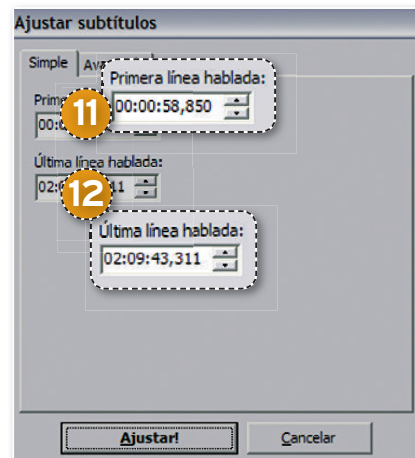 Ajustar subtítulos
Simple
Primera línea hablada:
00:00:58,850
11
Última línea hablada:
12
Última línea hablada:
02:09:43,311
Ajustar!
Cancelar